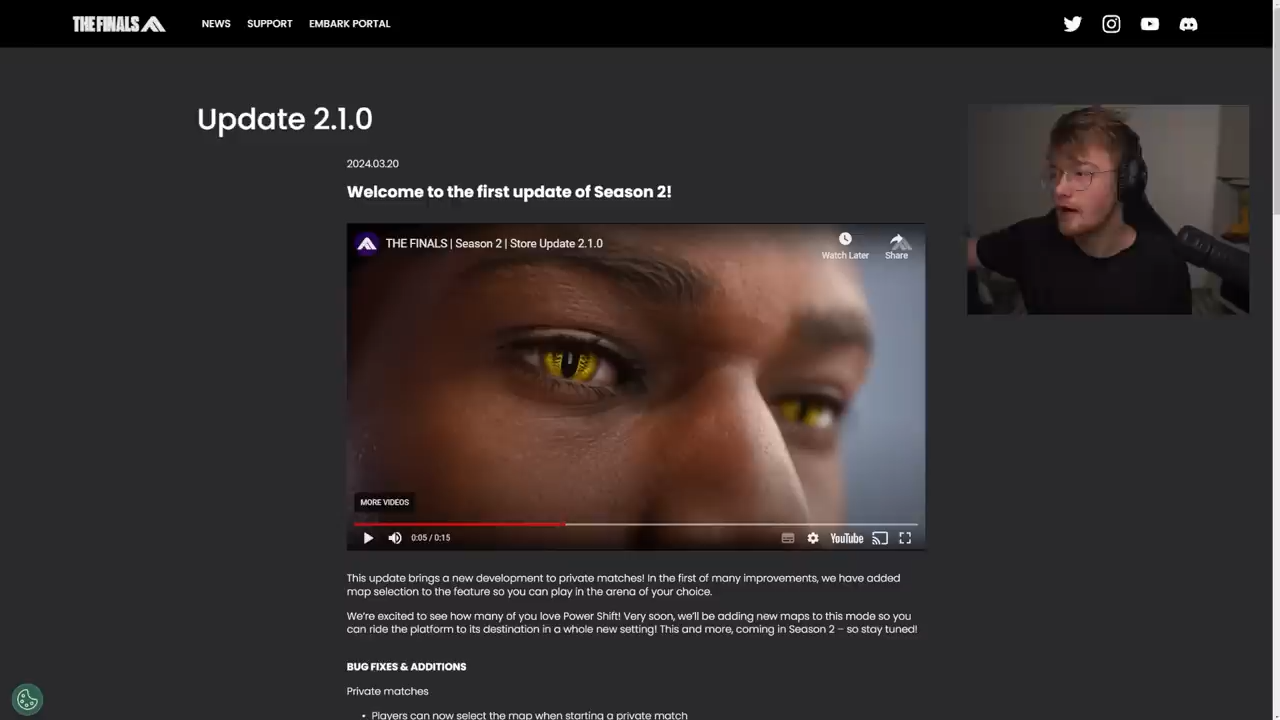 THE FINALS
NEWS
SUPPORT
EMBARK PORTAL
Update 2.1.0
2024.03.20
Welcome to the first update of Season 2!
THE FINALS | Season 2 | Store Update 2.1.0
Watch Later
Share
MORE VIDEOS
0:05 / 0:15
YouTube
This update brings a new development to private matches! In the first of many improvements, we have added
map selection to the feature so you can play in the arena of your choice.
We're excited to see how many of you love Power Shift! Very soon, we'll be adding new maps to this mode so you
can ride the platform to its destination in a whole new setting! This and more, coming in Season 2 – so stay tuned!
BUG FIXES & ADDITIONS
Private matches
• Players can now select the map when starting a private match